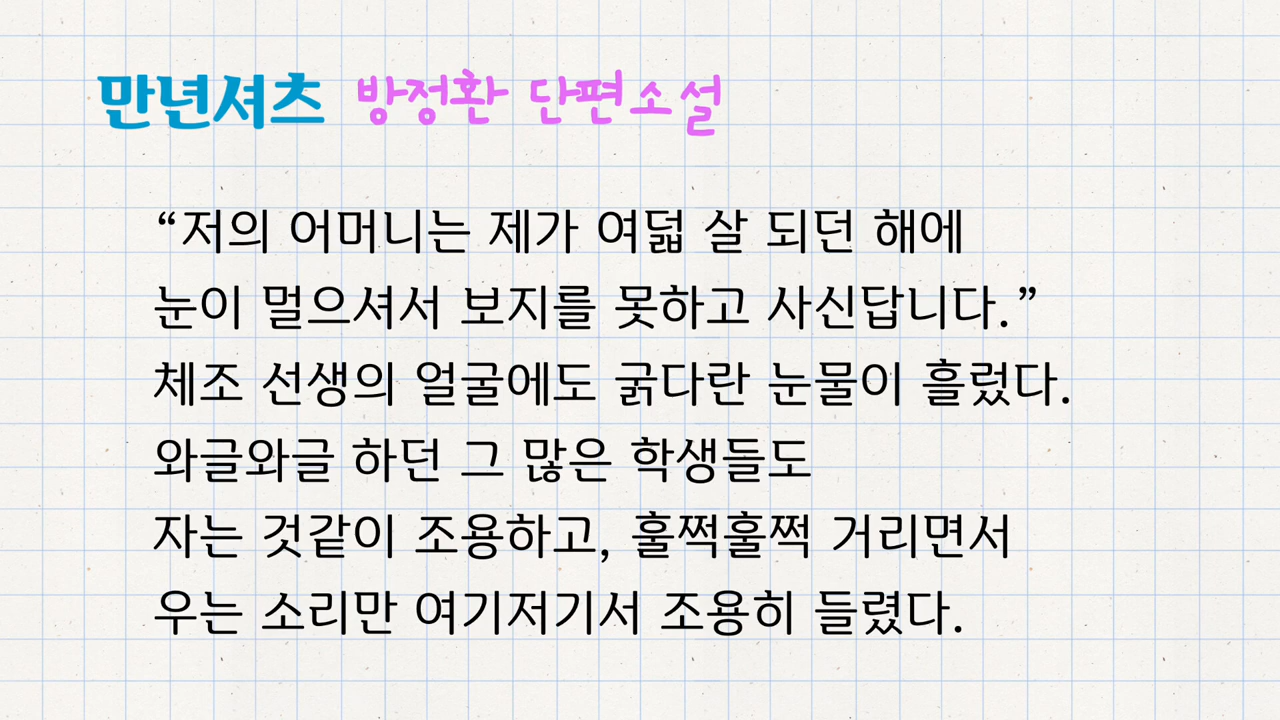 만년셔츠 방정환 단편소설
“저의 어머니는 제가 여덟 살 되던 해에
눈이 멀으셔서 보지를 못하고 사신답니다.”
체조 선생의 얼굴에도 굵다란 눈물이 흘렀다.
와글와글 하던 그 많은 학생들도
자는 것같이 조용하고, 훌쩍훌쩍 거리면서
우는 소리만 여기저기서 조용히 들렸다.